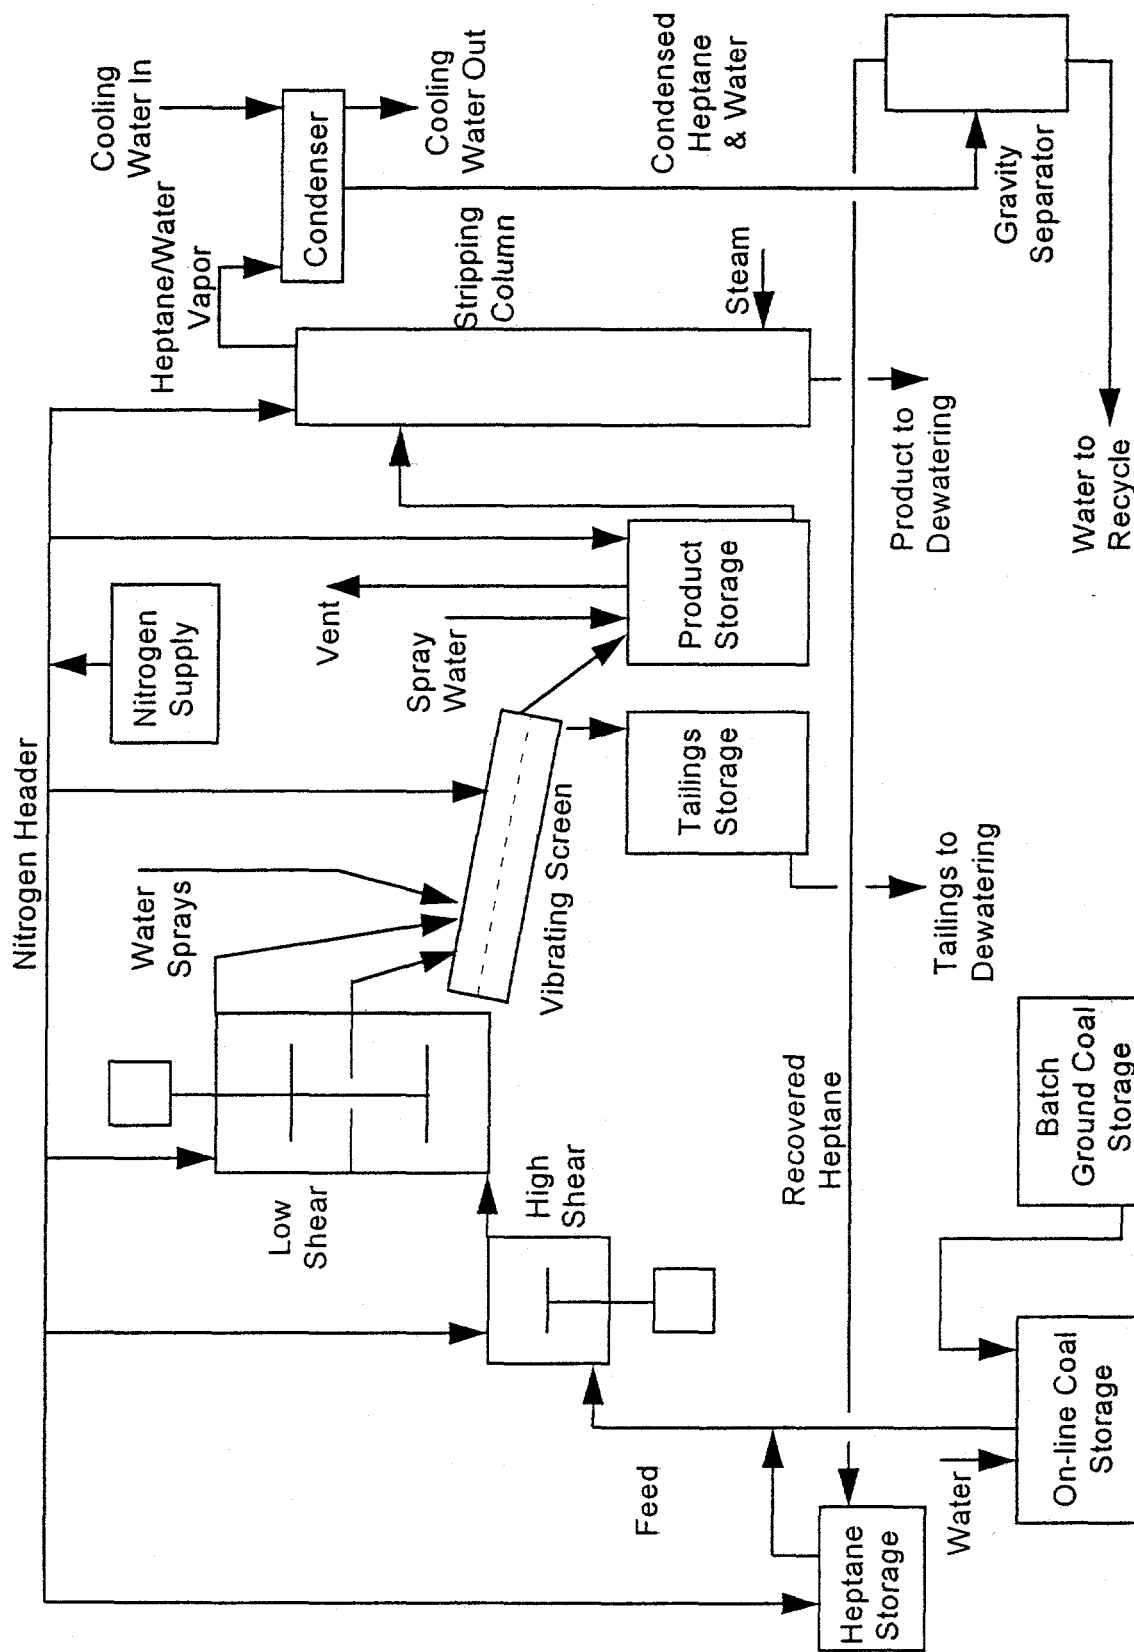 Nitrogen Header
Nitrogen
Supply
Cooling
Water In
Heptane/Water
Vapor
Condenser
Cooling
Water Out
Water
Sprays
Vent
Spray
Water
Stripping
Column
Steam
Condensed
Heptane
& Water
Low
Shear
High
Shear
Vibrating Screen
Tailings
Storage
Product
Storage
Gravity
Separator
Recovered
Heptane
Feed
Tailings to
Dewatering
Product to
Dewatering
Water to
Recycle
Heptane
Storage
Water
On-line Coal
Storage
Batch
Ground Coal
Storage